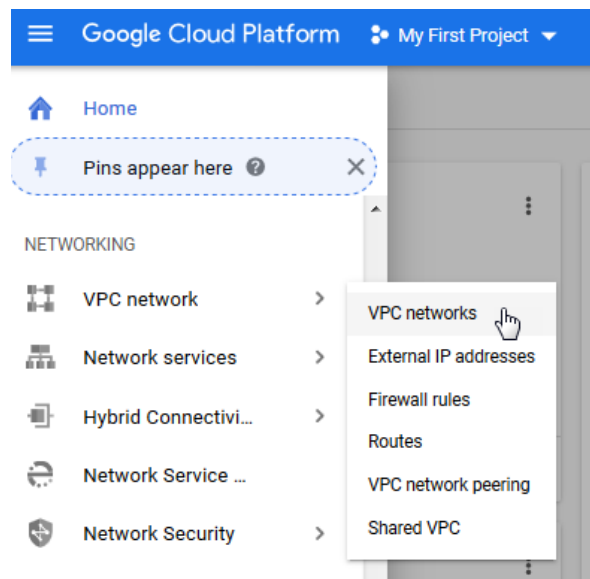 Google Cloud Platform My First Project
Home
Pins appear here ?
NETWORKING
VPC network
Network services
Hybrid Connectivi...
Network Service ...
Network Security
VPC networks
External IP addresses
Firewall rules
Routes
VPC network peering
Shared VPC